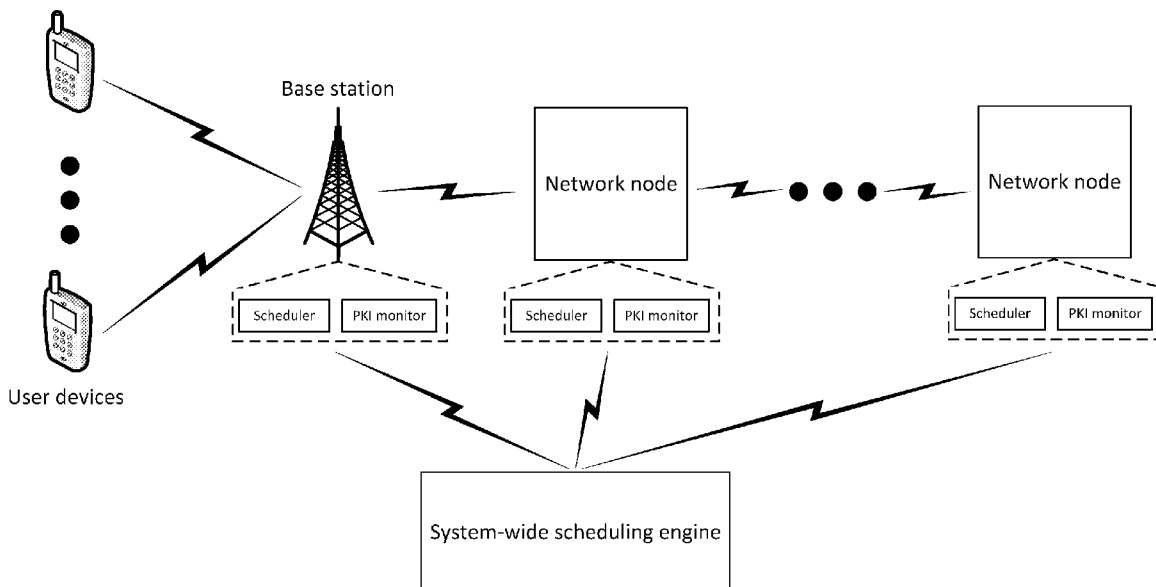 Base station
Network node
Network node
Scheduler
PKI monitor
Scheduler
PKI monitor
Scheduler
PKI monitor
User devices
System-wide scheduling engine